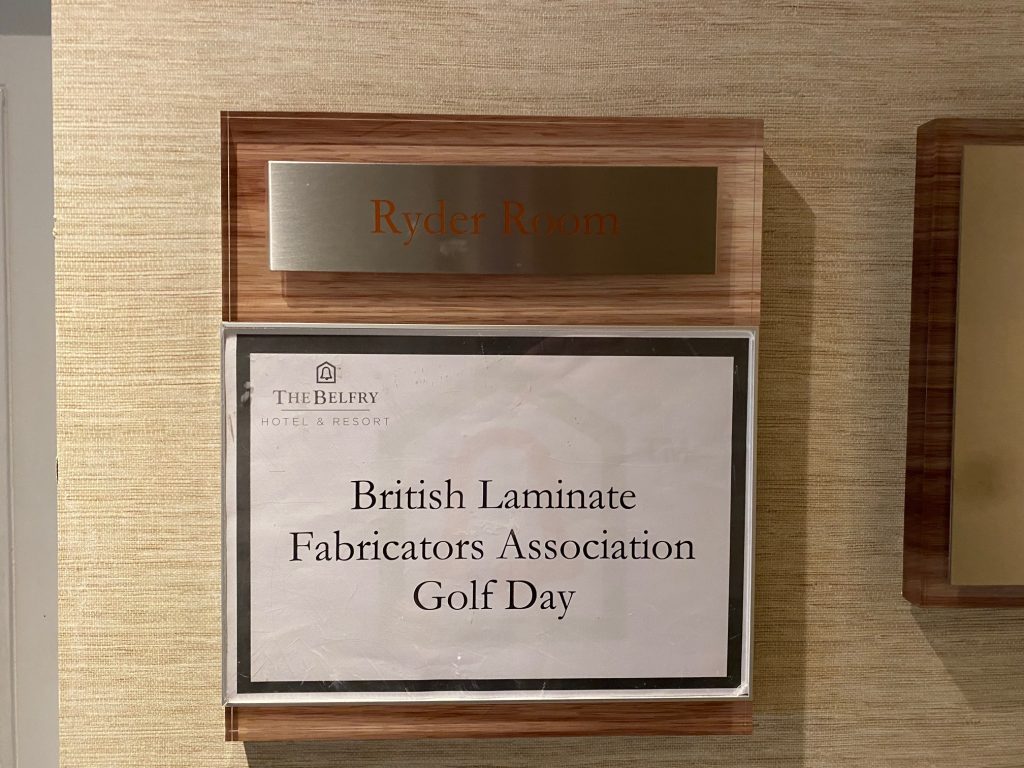 Ryder Room
THE BELFRY
HOTEL & RESORT
British Laminate
Fabricators Association
Golf Day